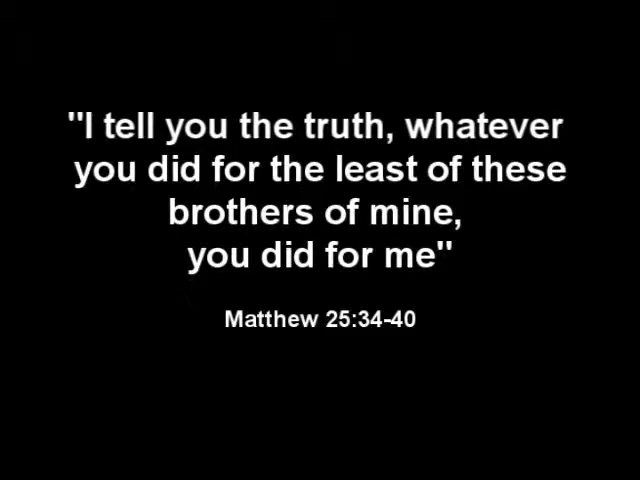 "I tell you the truth, whatever
you did for the least of these
brothers of mine,
you did for me"
Matthew 25:34-40